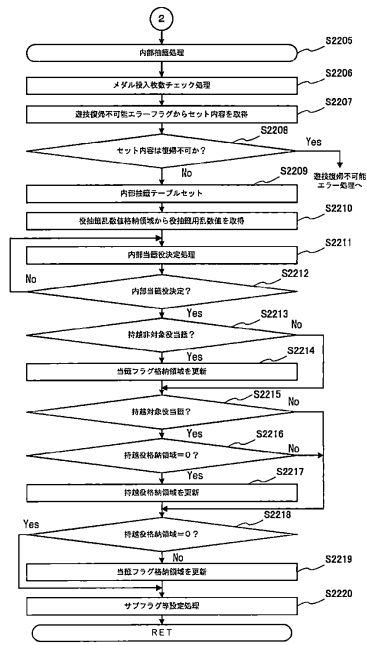 2
内部抽籤処理
S2205
メダル投入枚数チェック処理
S2206
遊技復帰不可能エラーフラグからセット内容を取得
S2207
セット内容は復帰不可か？
S2208
Yes
遊技復帰不可能
エラー処理へ
No
内部抽籤テーブルセット
S2209
役抽籤乱数値格納領域から役抽籤用乱数値を取得
S2210
内部当籤役決定処理
S2211
内部当籤役決定？
S2212
No
Yes
持越非対象役当籤？
S2213
No
Yes
当籤フラグ格納領域を更新
S2214
持越対象役当籤？
S2215
No
Yes
持越役格納領域＝0？
S2216
No
Yes
持越役格納領域を更新
S2217
持越役格納領域＝0？
S2218
Yes
No
当籤フラグ格納領域を更新
S2219
サブフラグ等設定処理
S2220
RET